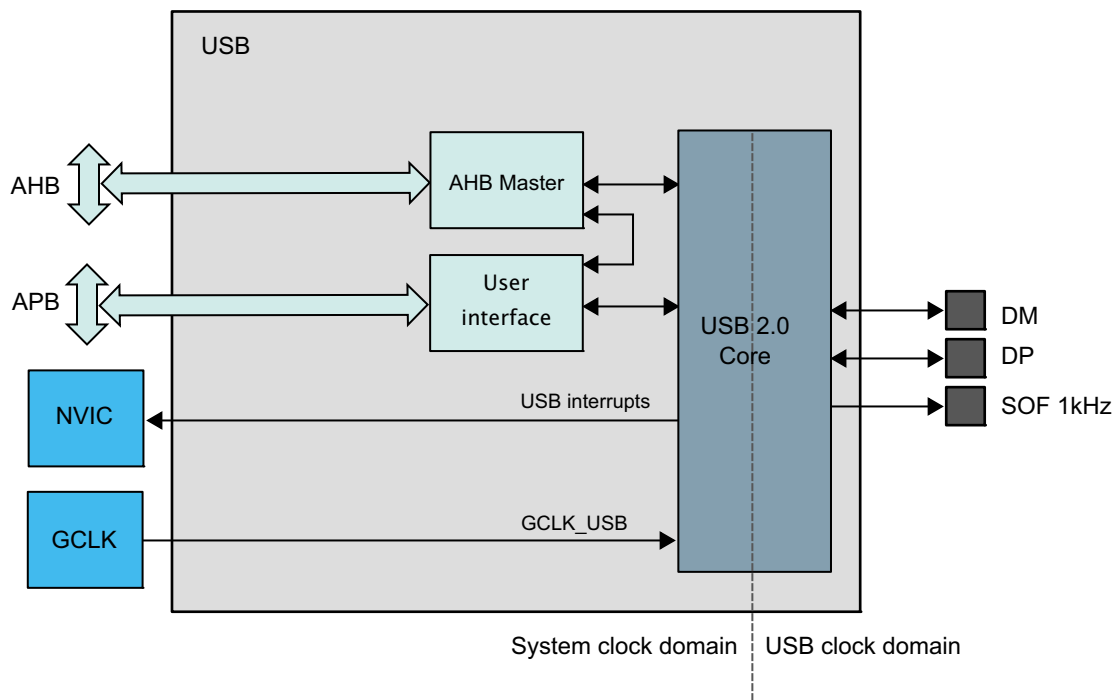 USB
AHB
AHB Master
APB
User
interface
USB 2.0
Core
DM
DP
SOF 1kHz
NVIC
USB interrupts
GCLK
GCLK_USB
System clock domain
USB clock domain